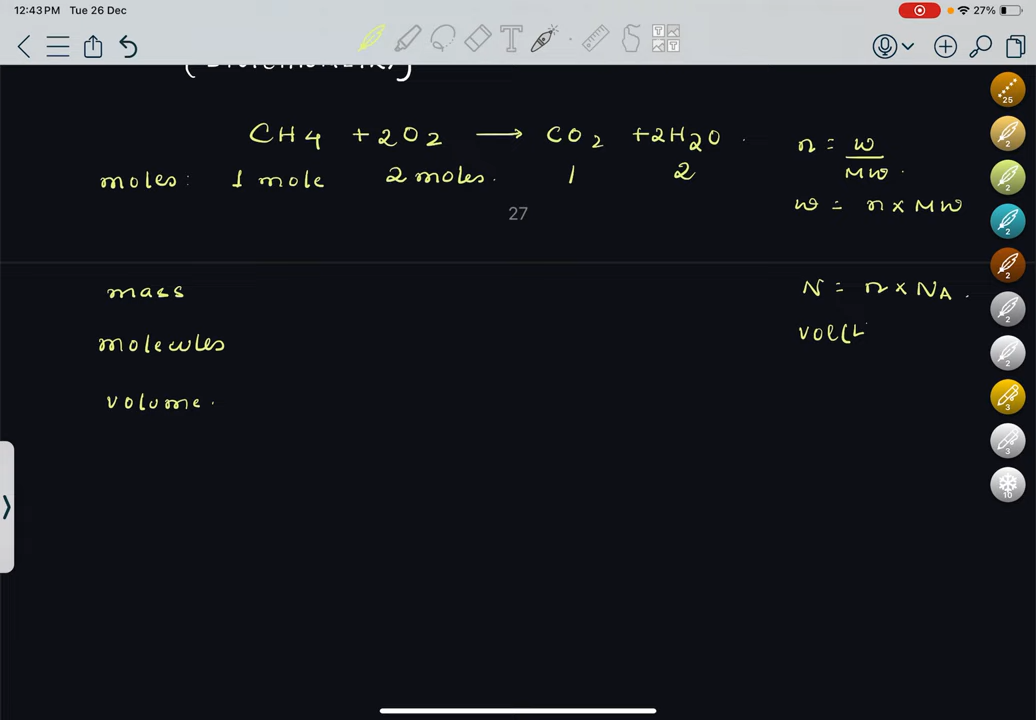 12:43 PM Tue 26 Dec
27%
CH4 + 2O2 → CO2 + 2H2O
moles: 1 mole 2 moles. 1 2
n = w / MW.
w = n × MW
27
mass
N = n × NA.
molecules
vol(L
volume.
25
2
2
2
2
2
2
3
3
10